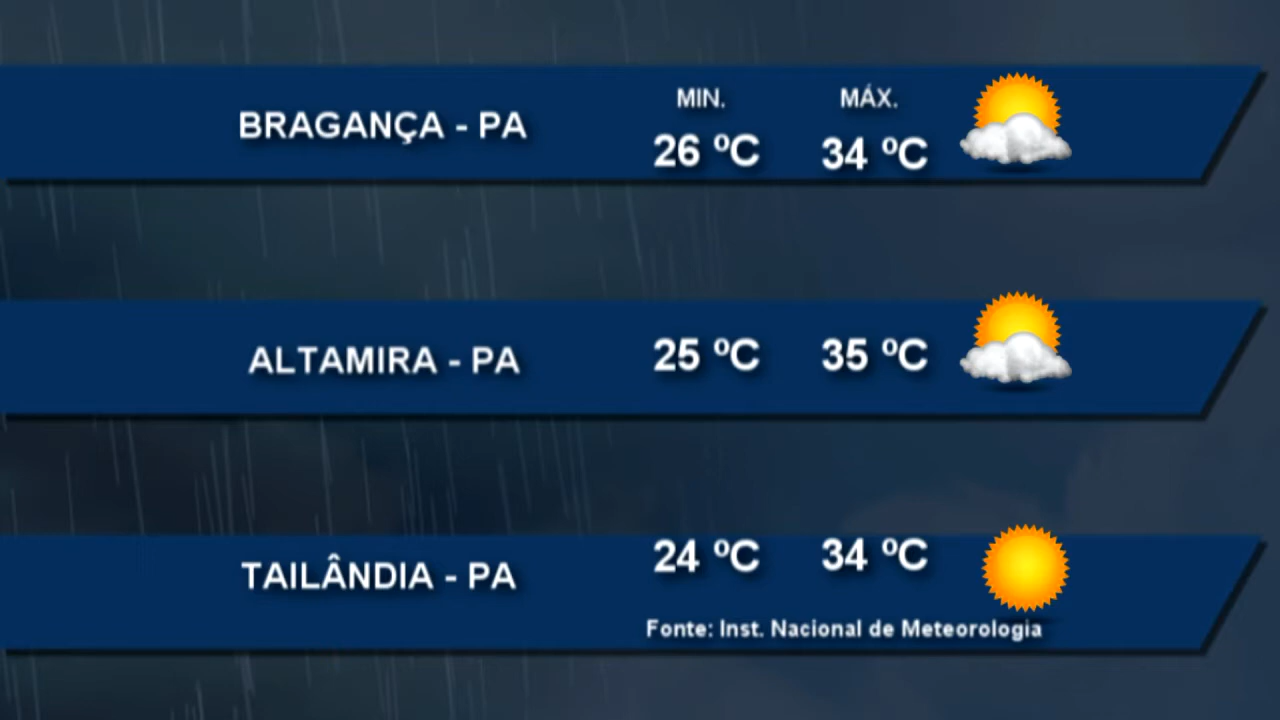 MIN. MÁX.
BRAGANÇA - PA 26 ºC 34 ºC
ALTAMIRA - PA 25 ºC 35 ºC
TAILÂNDIA - PA 24 ºC 34 ºC
Fonte: Inst. Nacional de Meteorologia